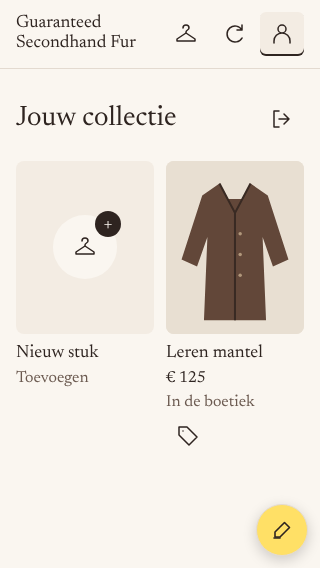 Guaranteed
Secondhand Fur
Jouw collectie
Nieuw stuk
Toevoegen
Leren mantel
€ 125
In de boetiek